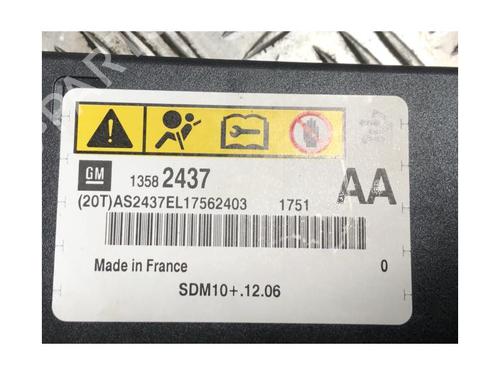 GM
1358 2437
AA
(20T)AS2437EL17562403 1751
Made in France 0
SDM10+.12.06